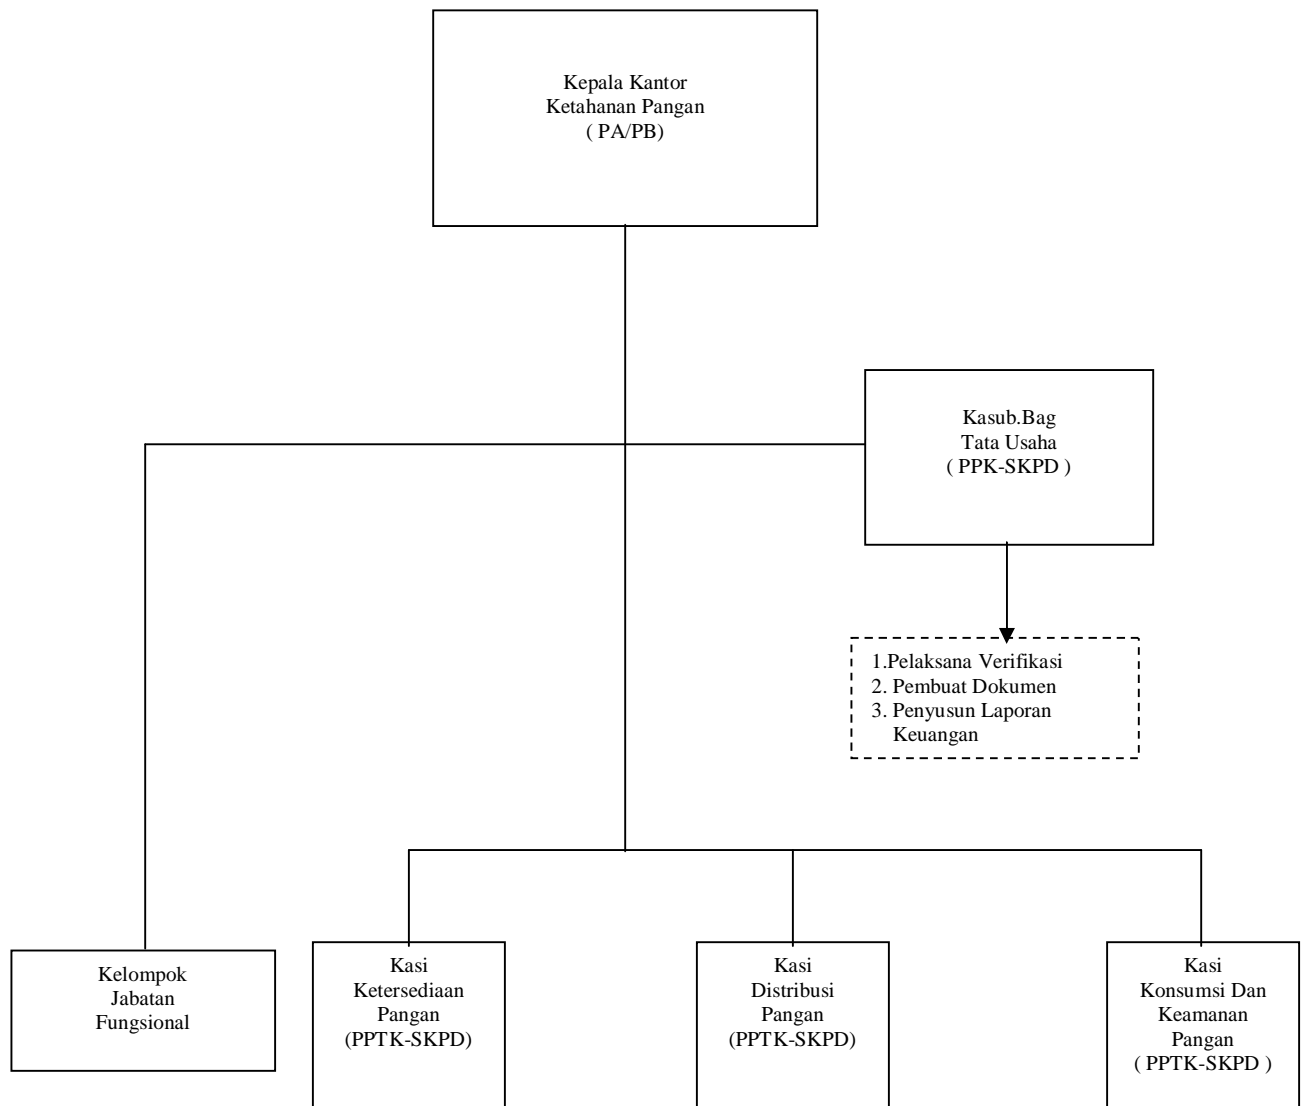 Kepala Kantor
Ketahanan Pangan
( PA/PB)
Kasub.Bag
Tata Usaha
( PPK-SKPD )
1.Pelaksana Verifikasi
2. Pembuat Dokumen
3. Penyusun Laporan
Keuangan
Kelompok
Jabatan
Fungsional
Kasi
Ketersediaan
Pangan
(PPTK-SKPD)
Kasi
Distribusi
Pangan
(PPTK-SKPD)
Kasi
Konsumsi Dan
Keamanan
Pangan
( PPTK-SKPD )